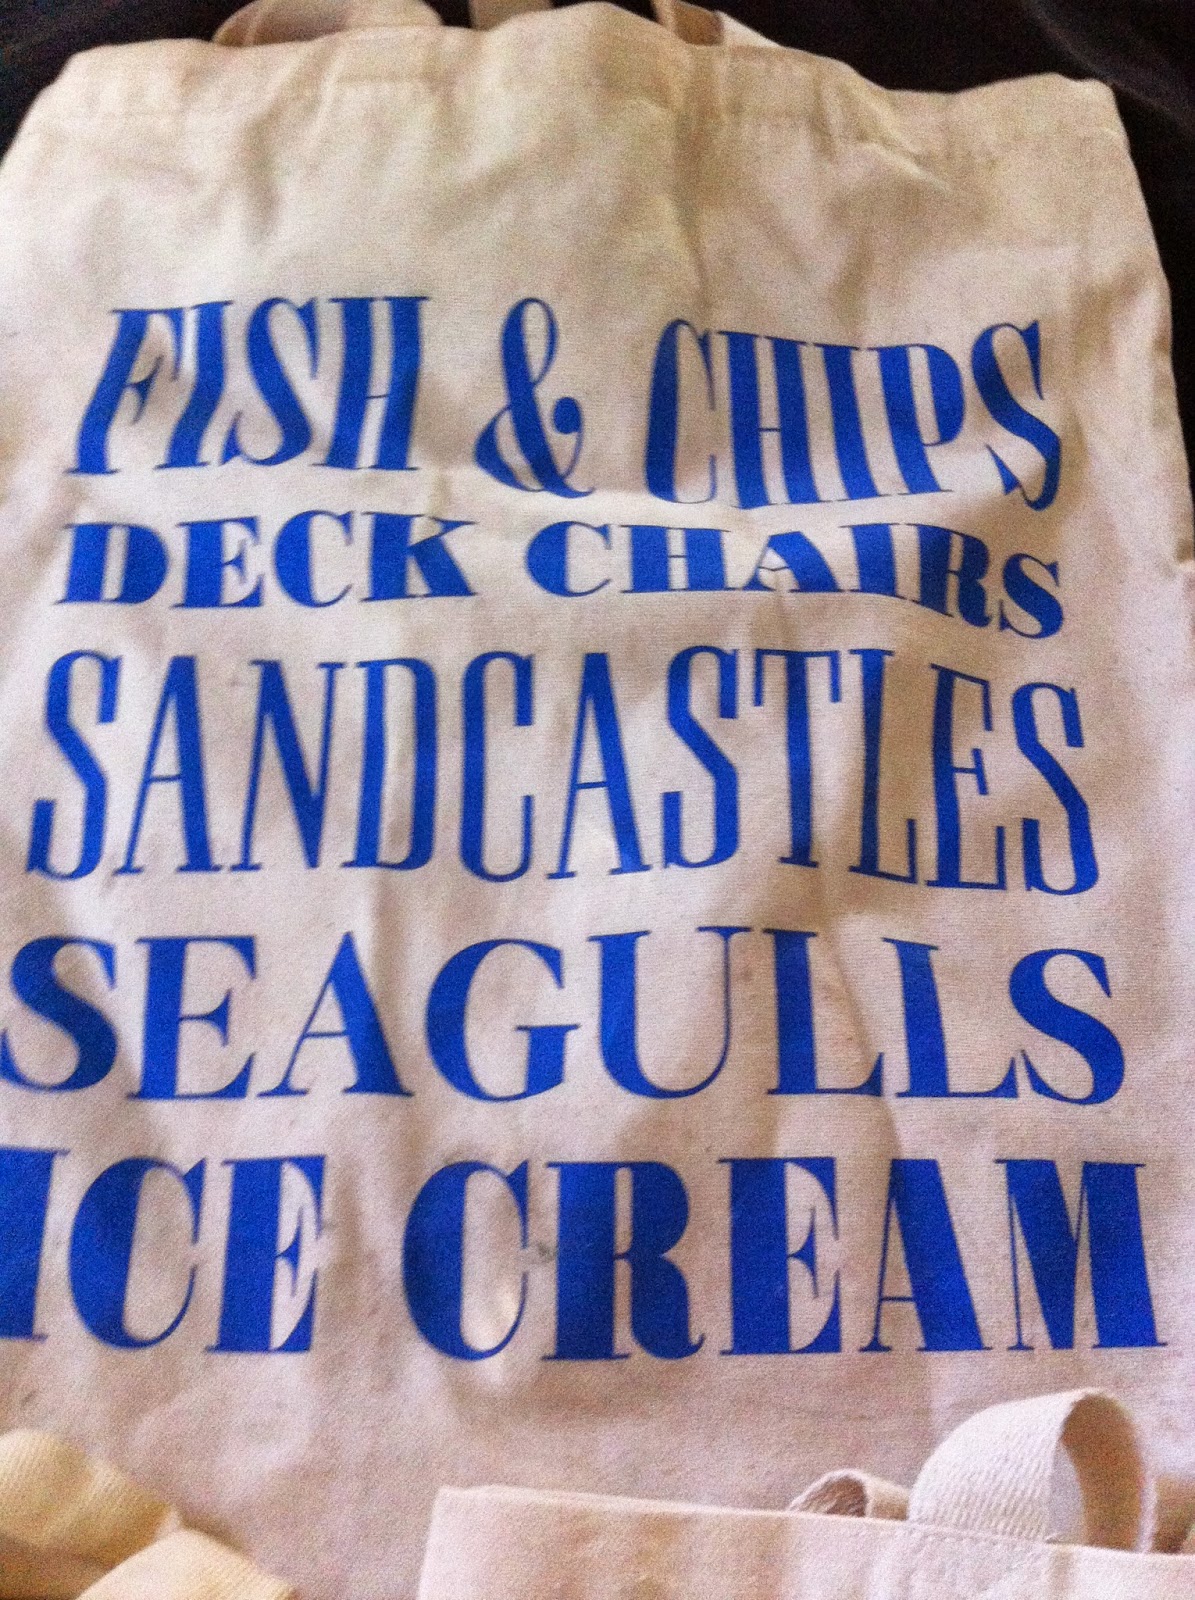 FISH & CHIPS
DECK CHAIRS
SANDCASTLES
SEAGULLS
ICE CREAM